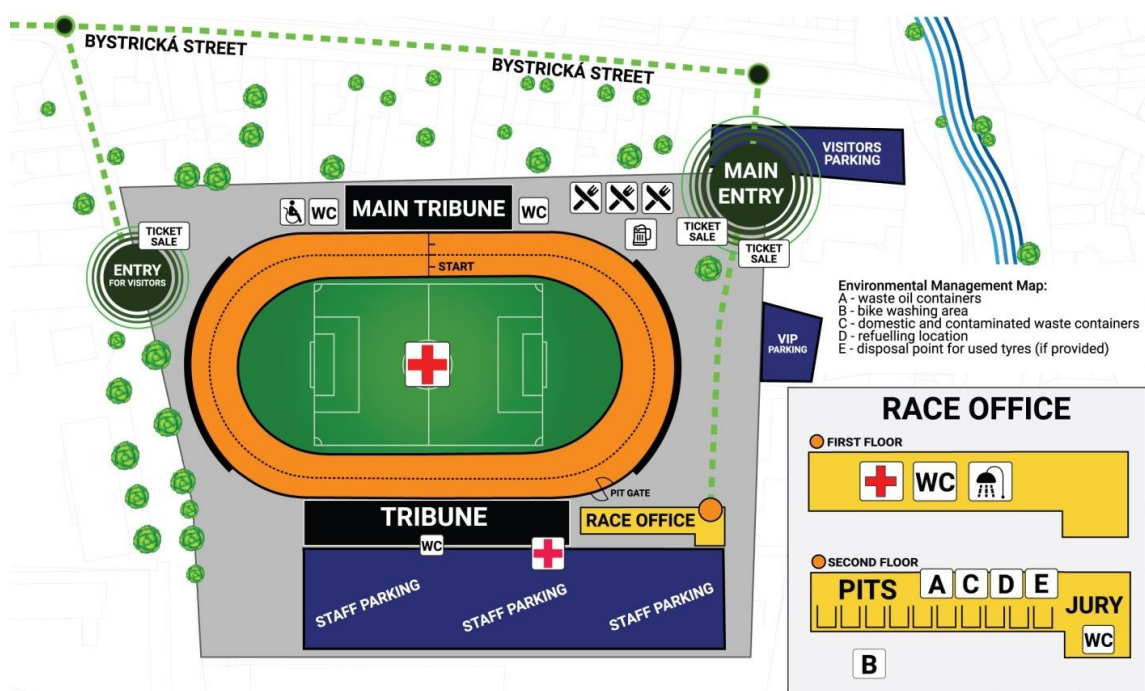 BYSTRICKÁ STREET
BYSTRICKÁ STREET
VISITORS
PARKING
MAIN
ENTRY
WC
MAIN TRIBUNE
WC
TICKET
SALE
TICKET
SALE
TICKET
SALE
ENTRY
FOR VISITORS
START
VIP
PARKING
Environmental Management Map:
A - waste oil containers
B - bike washing area
C - domestic and contaminated waste containers
D - refuelling location
E - disposal point for used tyres (if provided)
PIT GATE
TRIBUNE
RACE OFFICE
WC
STAFF PARKING
STAFF PARKING
STAFF PARKING
RACE OFFICE
FIRST FLOOR
WC
SECOND FLOOR
PITS
A C D E
JURY
WC
B